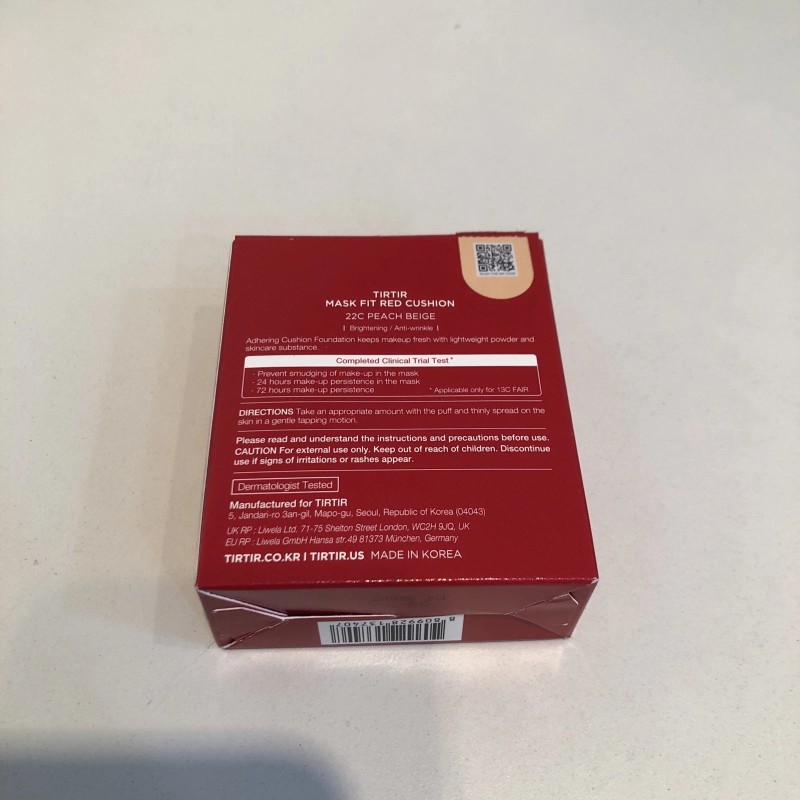 TIRTIR
MASK FIT RED CUSHION
22C PEACH BEIGE
| Brightening / Anti-wrinkle |
Adhering Cushion Foundation keeps makeup fresh with lightweight powder and
skincare substance.
Completed Clinical Trial Test*
- Prevent smudging of make-up in the mask
- 24 hours make-up persistence in the mask
- 72 hours make-up persistence
* Applicable only for 13C FAIR
DIRECTIONS Take an appropriate amount with the puff and thinly spread on the
skin in a gentle tapping motion.
Please read and understand the instructions and precautions before use.
CAUTION For external use only. Keep out of reach of children. Discontinue
use if signs of irritations or rashes appear.
Dermatologist Tested
Manufactured for TIRTIR
5, Jandari-ro 3an-gil, Mapo-gu, Seoul, Republic of Korea (04043)
UK RP : Liwela Ltd. 71-75 Shelton Street London, WC2H 9JQ, UK
EU RP : Liwela GmbH Hansa str.49 81373 München, Germany
TIRTIR.CO.KR | TIRTIR.US MADE IN KOREA
8 809928 137407